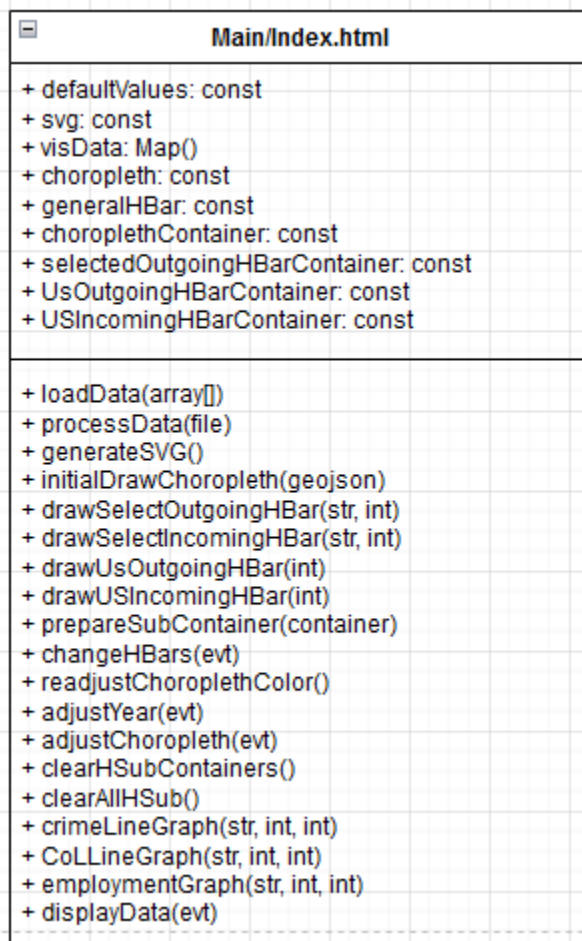 Main/Index.html
+ defaultValues: const
+ svg: const
+ visData: Map()
+ choropleth: const
+ generalHBar: const
+ choroplethContainer: const
+ selectedOutgoingHBarContainer: const
+ UsOutgoingHBarContainer: const
+ USIncomingHBarContainer: const
+ loadData(array[])
+ processData(file)
+ generateSVG()
+ initialDrawChoropleth(geojson)
+ drawSelectOutgoingHBar(str, int)
+ drawSelectIncomingHBar(str, int)
+ drawUsOutgoingHBar(int)
+ drawUSIncomingHBar(int)
+ prepareSubContainer(container)
+ changeHBars(evt)
+ readjustChoroplethColor()
+ adjustYear(evt)
+ adjustChoropleth(evt)
+ clearHSubContainers()
+ clearAllHSub()
+ crimeLineGraph(str, int, int)
+ CoLLineGraph(str, int, int)
+ employmentGraph(str, int, int)
+ displayData(evt)